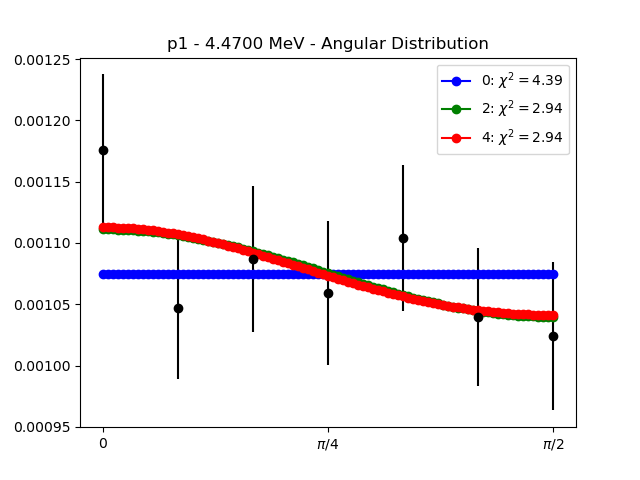 p1 - 4.4700 MeV - Angular Distribution
0.00125
0.00120
0.00115
0.00110
0.00105
0.00100
0.00095
0: χ² = 4.39
2: χ² = 2.94
4: χ² = 2.94
0
π/4
π/2